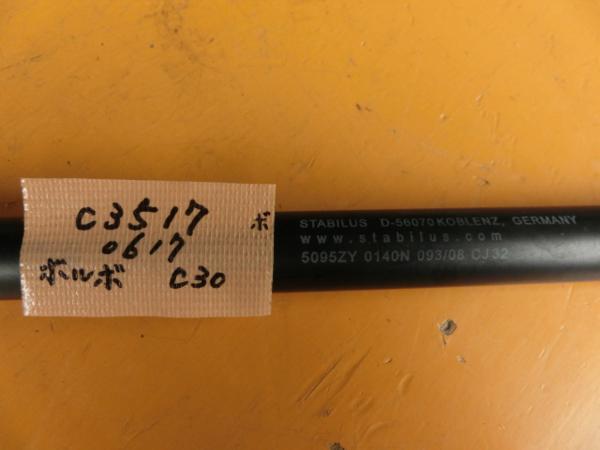 C3517 ボ
0617
ボルボ C30
STABILUS D-56070 KOBLENZ, GERMANY
www.stabilus.com
5095ZY 0140N 093/08 CJ32